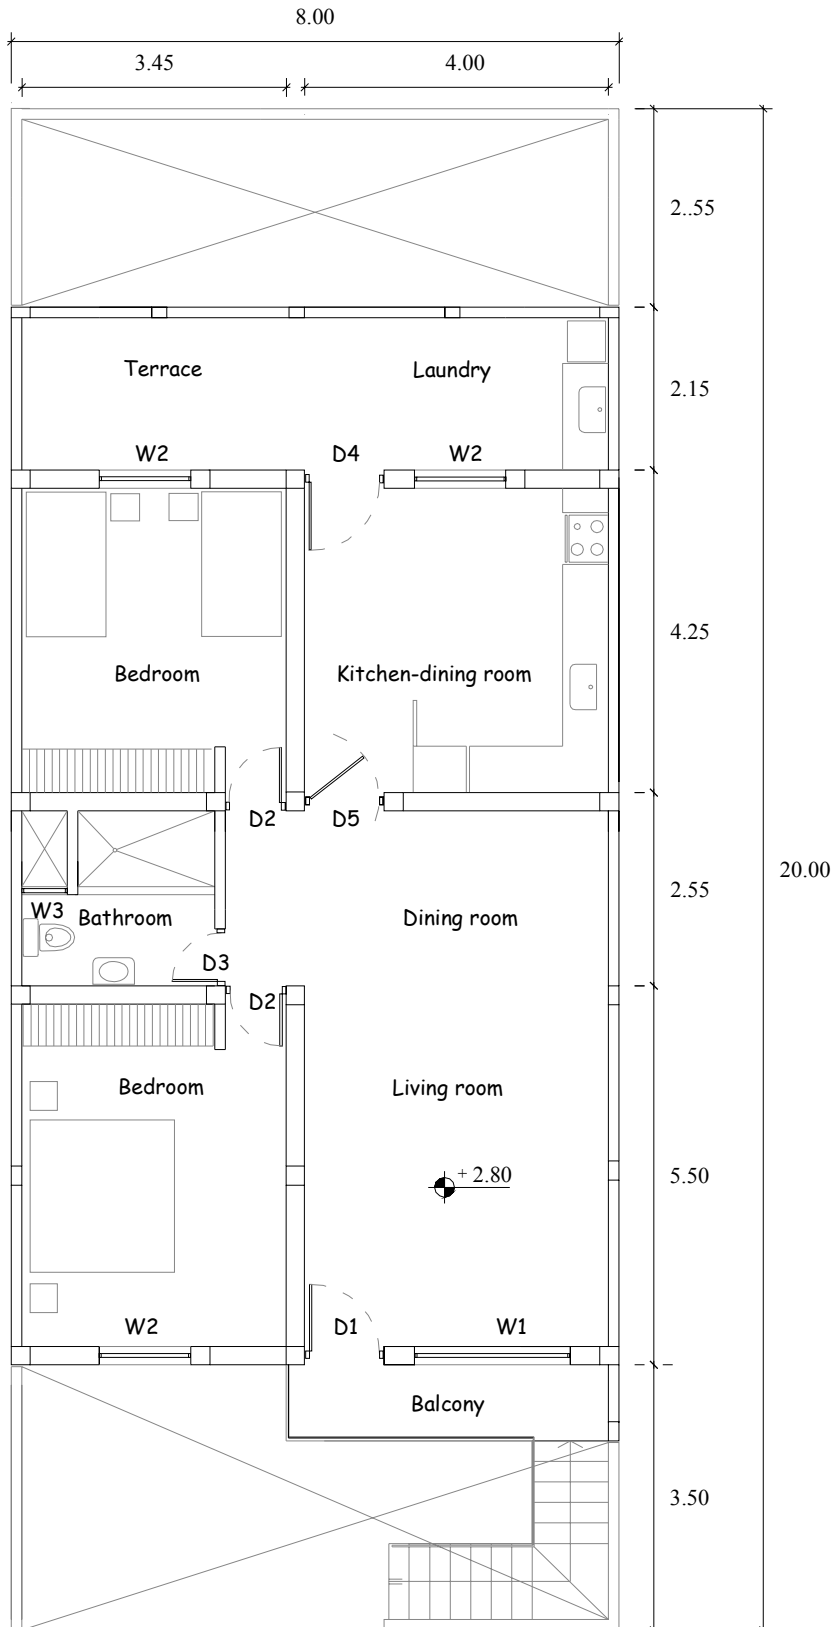 8.00
3.45
4.00
2..55
Terrace
Laundry
2.15
W2
D4
W2
4.25
Bedroom
Kitchen-dining room
D2
D5
20.00
2.55
W3
Bathroom
Dining room
D3
D2
Bedroom
Living room
+ 2.80
5.50
W2
D1
W1
Balcony
3.50